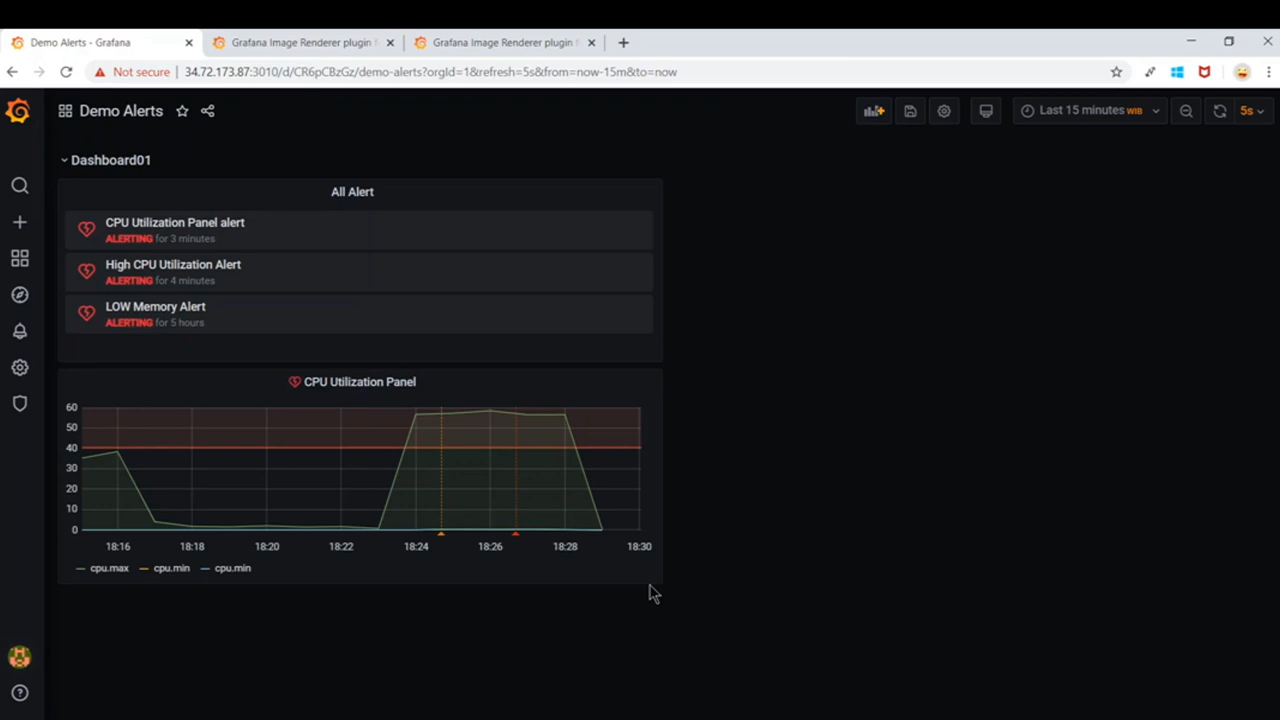 Demo Alerts - Grafana
Grafana Image Renderer plugin f
Grafana Image Renderer plugin f
Not secure 34.72.173.87:3010/d/CR6pCBzGz/demo-alerts?orgId=1&refresh=5s&from=now-15m&to=now
Demo Alerts
Last 15 minutes WIB
5s
Dashboard01
All Alert
CPU Utilization Panel alert
ALERTING for 3 minutes
High CPU Utilization Alert
ALERTING for 4 minutes
LOW Memory Alert
ALERTING for 5 hours
CPU Utilization Panel
60
50
40
30
20
10
0
18:16 18:18 18:20 18:22 18:24 18:26 18:28 18:30
cpu.max cpu.min cpu.min